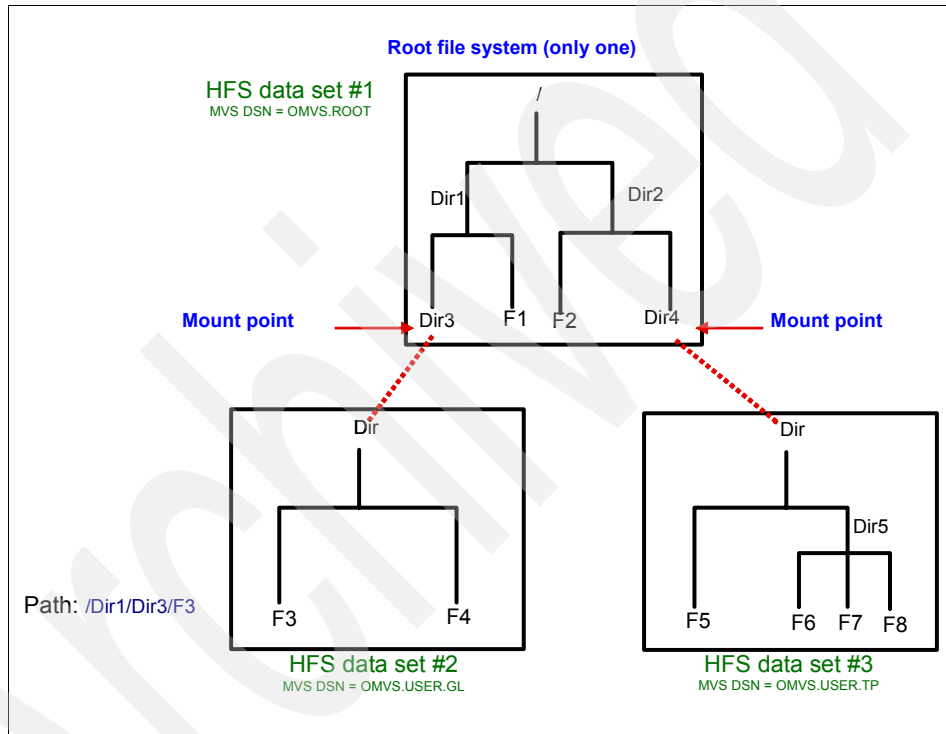 Root file system (only one)
HFS data set #1
MVS DSN = OMVS.ROOT
/
Dir1
Dir2
Mount point
Dir3
F1
F2
Dir4
Mount point
Dir
Dir
Dir5
Path: /Dir1/Dir3/F3
F3
F4
F5
F6
F7
F8
HFS data set #2
MVS DSN = OMVS.USER.GL
HFS data set #3
MVS DSN = OMVS.USER.TP
Archived